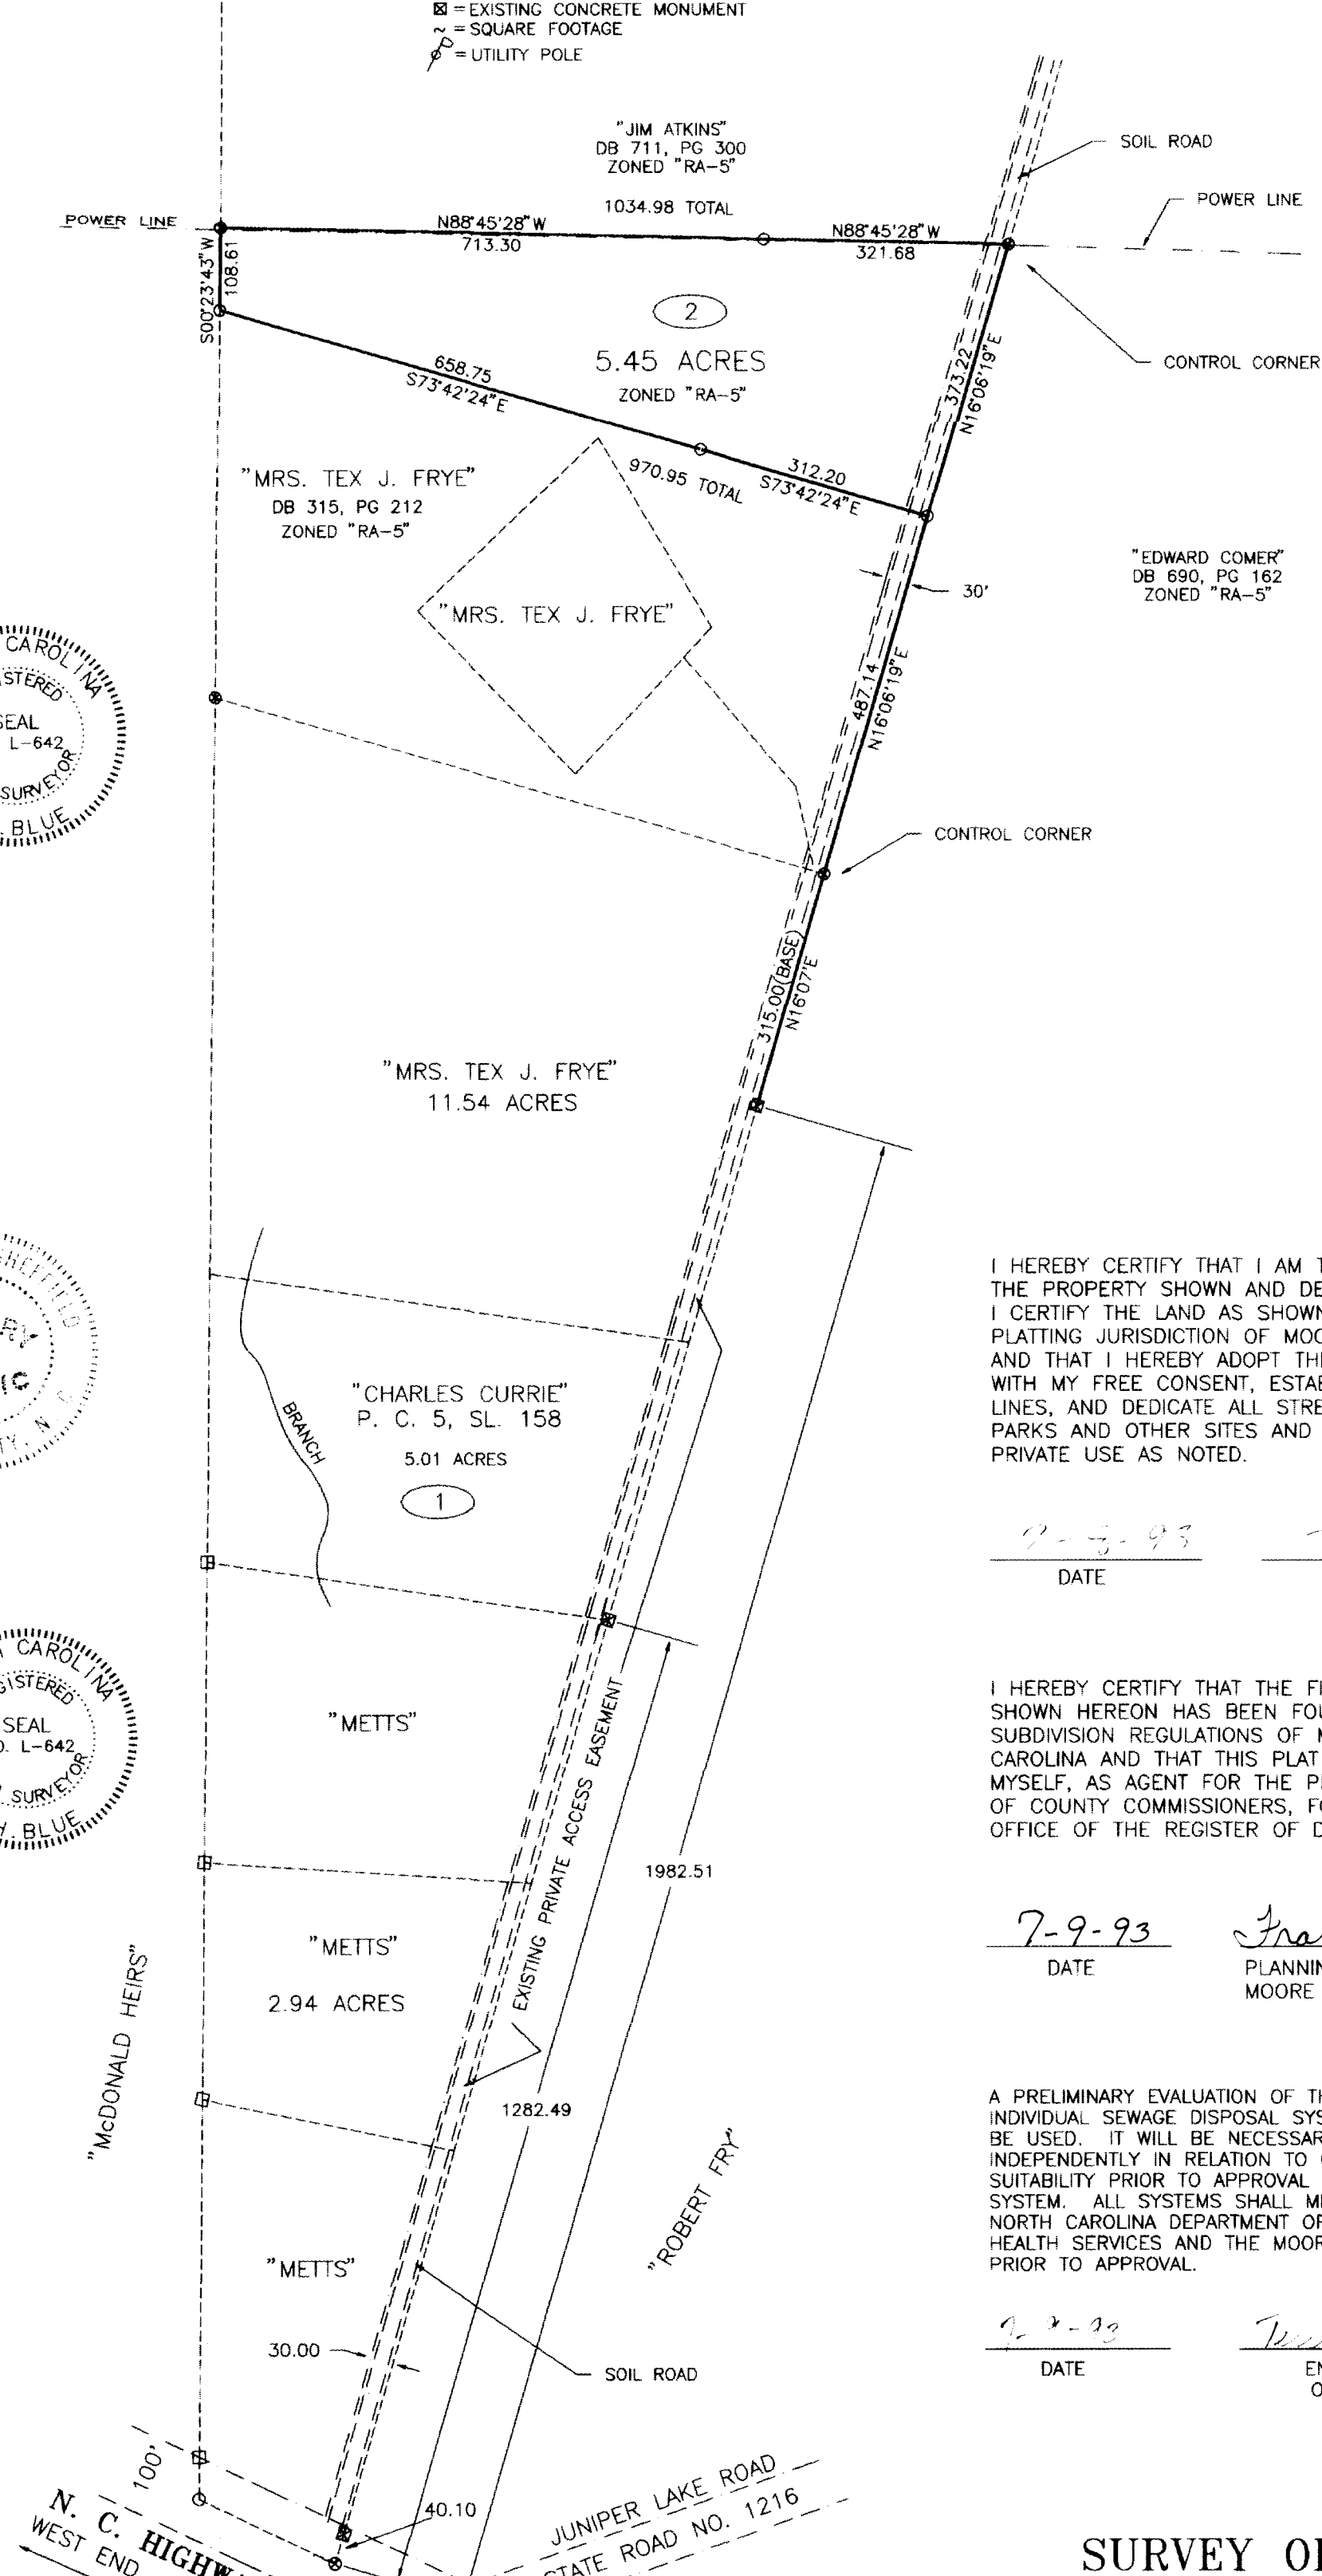 ⊠ = EXISTING CONCRETE MONUMENT
~ = SQUARE FOOTAGE
= UTILITY POLE
"JIM ATKINS"
DB 711, PG 300
ZONED "RA-5"
SOIL ROAD
POWER LINE
1034.98 TOTAL
POWER LINE
N88°45'28"W
713.30
N88°45'28"W
321.68
S00°23'43"W
108.61
2
5.45 ACRES
ZONED "RA-5"
CONTROL CORNER
373.22
N16°06'19"E
658.75
S73°42'24"E
312.20
S73°42'24"E
970.95 TOTAL
"MRS. TEX J. FRYE"
DB 315, PG 212
ZONED "RA-5"
"EDWARD COMER"
DB 690, PG 162
ZONED "RA-5"
30'
"MRS. TEX J. FRYE"
487.14
N16°06'19"E
CAROLINA
SEAL
L-642
SURVEYOR
BLUE
CONTROL CORNER
315.00(BASE)
N16°07'E
"MRS. TEX J. FRYE"
11.54 ACRES
SHEFFIELD
N. C.
BRANCH
"CHARLES CURRIE"
P. C. 5, SL. 158
5.01 ACRES
1
I HEREBY CERTIFY THAT I AM
THE PROPERTY SHOWN AND
I CERTIFY THE LAND AS SHOWN
PLATTING JURISDICTION OF
AND THAT I HEREBY ADOPT
WITH MY FREE CONSENT,
LINES, AND DEDICATE ALL
PARKS AND OTHER SITES AND
PRIVATE USE AS NOTED.
DATE
CAROLINA
SEAL
L-642
SURVEYOR
H. BLUE
"METTS"
EXISTING PRIVATE ACCESS EASEMENT
I HEREBY CERTIFY THAT THE
SHOWN HEREON HAS BEEN
SUBDIVISION REGULATIONS OF
CAROLINA AND THAT THIS PLAT
MYSELF, AS AGENT FOR THE
OF COUNTY COMMISSIONERS,
OFFICE OF THE REGISTER OF
1982.51
7-9-93
DATE
MOORE
"METTS"
2.94 ACRES
"McDONALD HEIRS"
1282.49
"ROBERT FRY"
A PRELIMINARY EVALUATION OF
INDIVIDUAL SEWAGE DISPOSAL
BE USED. IT WILL BE
INDEPENDENTLY IN RELATION TO
SUITABILITY PRIOR TO APPROVAL
SYSTEM. ALL SYSTEMS SHALL
NORTH CAROLINA DEPARTMENT OF
HEALTH SERVICES AND THE
PRIOR TO APPROVAL.
DATE
"METTS"
30.00
SOIL ROAD
100'
40.10
JUNIPER LAKE ROAD
STATE ROAD NO. 1216
N. C.
WEST END
SURVEY